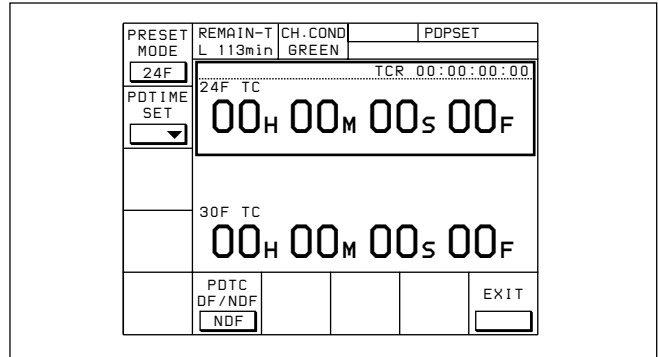 PRESET MODE
24F
PDTIME SET
REMAIN-T
L 113min
CH.COND
GREEN
PDPSET
TCR 00:00:00:00
24F TC
00H 00M 00S 00F
30F TC
00H 00M 00S 00F
PDTC DF/NDF
NDF
EXIT